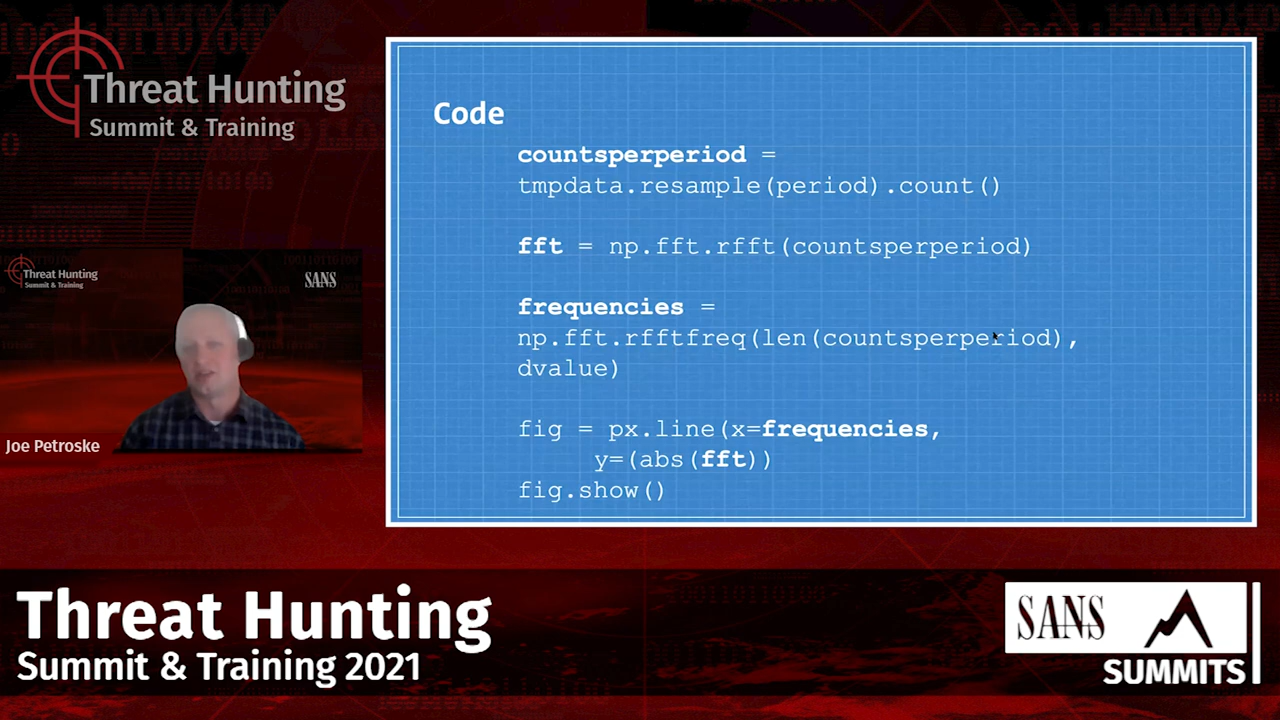 Threat Hunting
Summit & Training
Code
countsperperiod =
tmpdata.resample(period).count()
fft = np.fft.rfft(countsperperiod)
frequencies =
np.fft.rfftfreq(len(countsperperiod),
dvalue)
fig = px.line(x=frequencies,
y=(abs(fft))
fig.show()
Threat Hunting
Summit & Training
SANS
Joe Petroske
Threat Hunting
Summit & Training 2021
SANS
SUMMITS